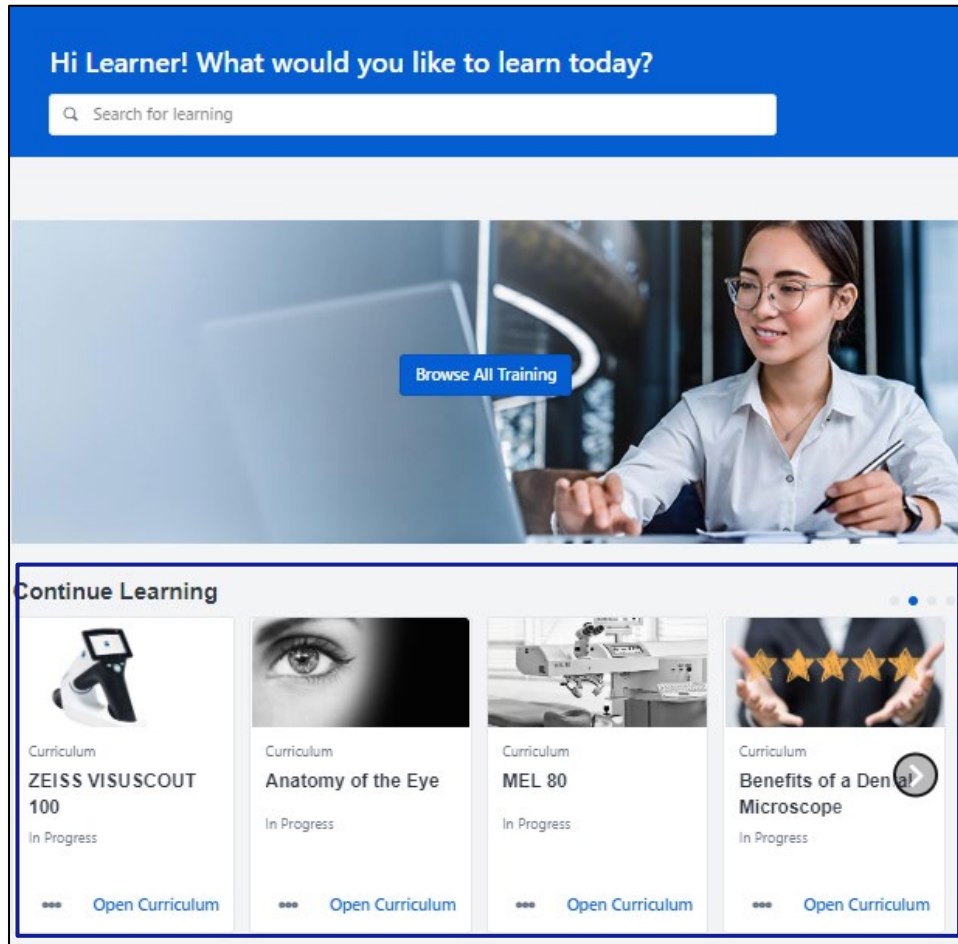 Hi Learner! What would you like to learn today?
Search for learning
Browse All Training
Continue Learning
Curriculum
ZEISS VISUSCOUT
100
In Progress
Open Curriculum
Curriculum
Anatomy of the Eye
In Progress
Open Curriculum
Curriculum
MEL 80
In Progress
Open Curriculum
Curriculum
Benefits of a Dental
Microscope
In Progress
Open Curriculum